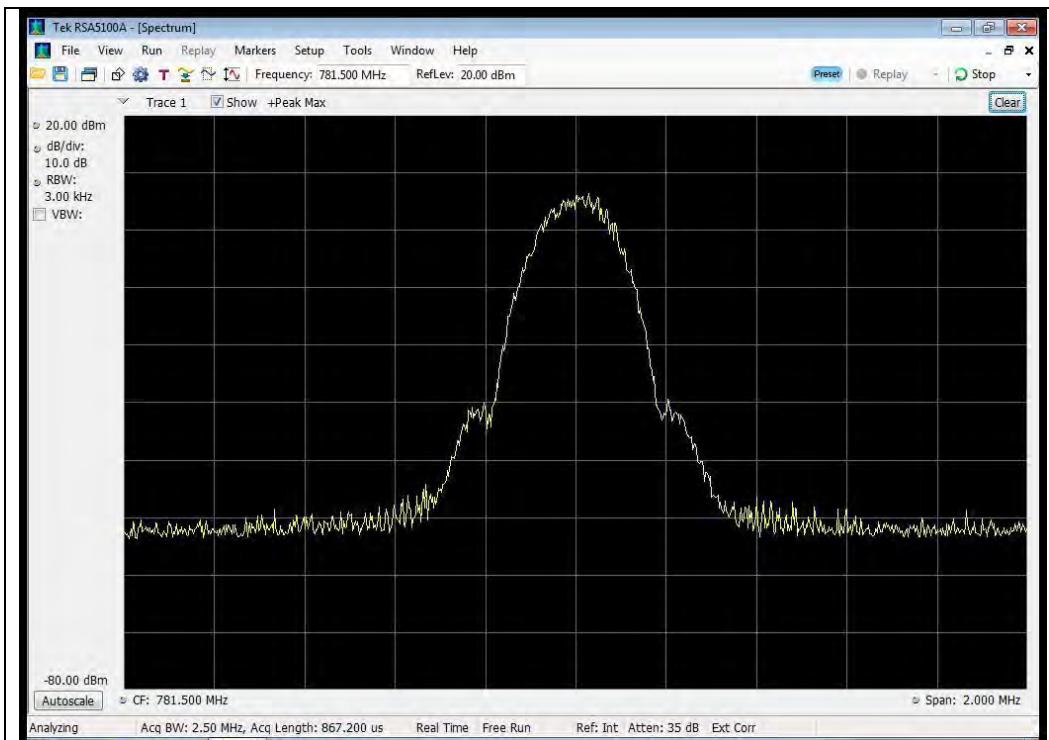 Tek RSA5100A - [Spectrum]
File View Run Replay Markers Setup Tools Window Help
T Frequency: 781.500 MHz RefLev: 20.00 dBm Preset Replay Stop
Trace 1 Show +Peak Max Clear
20.00 dBm
dB/div:
10.0 dB
RBW:
3.00 kHz
VBW:
-80.00 dBm
Autoscale CF: 781.500 MHz Span: 2.000 MHz
Analyzing Acq BW: 2.50 MHz, Acq Length: 867.200 us Real Time Free Run Ref: Int Atten: 35 dB Ext Corr